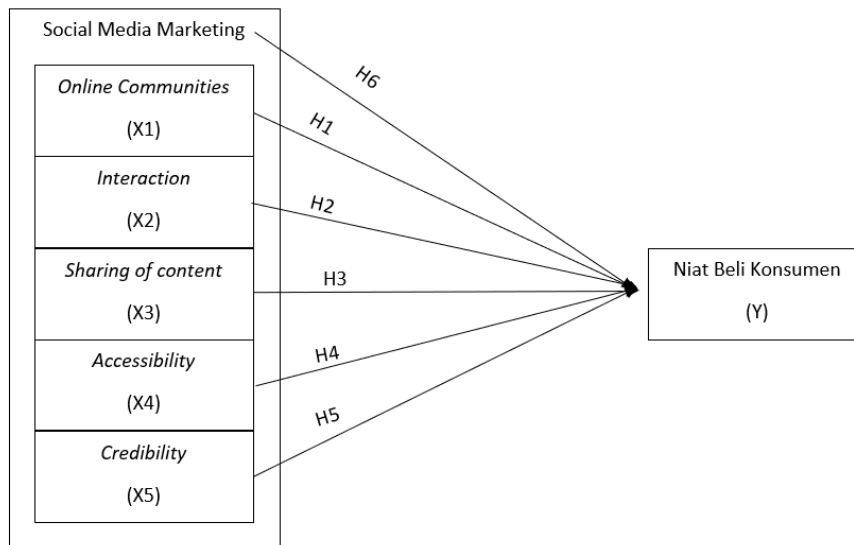 Social Media Marketing
Online Communities
(X1)
Interaction
(X2)
Sharing of content
(X3)
Accessibility
(X4)
Credibility
(X5)
H6
H1
H2
H3
H4
H5
Niat Beli Konsumen
(Y)